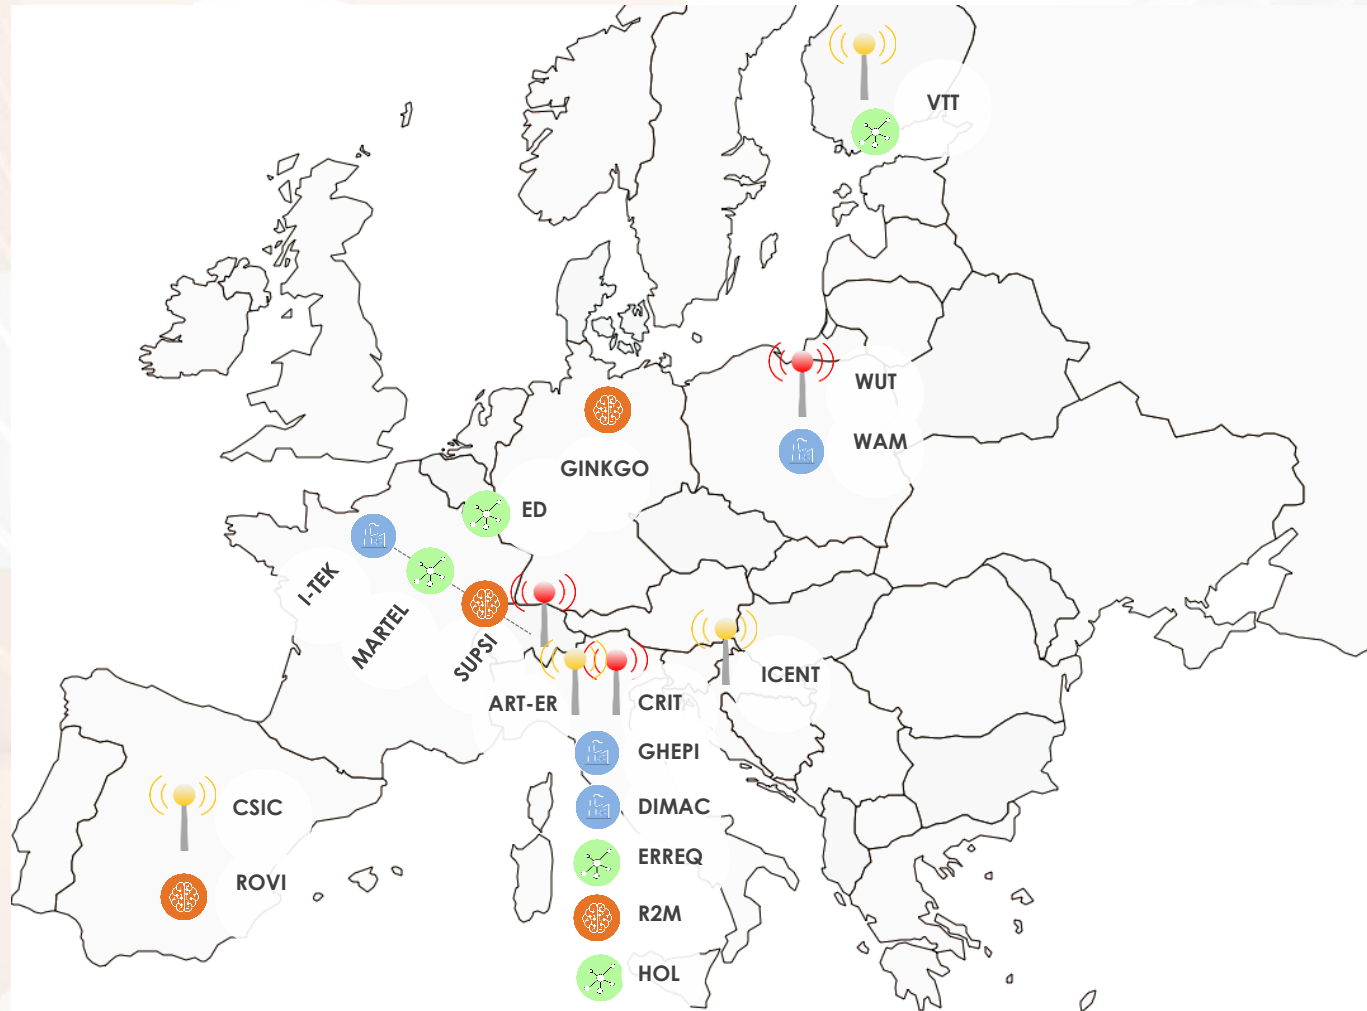 VTT
WUT
WAM
GINKGO
ED
I-TEK
MARTEL
SUPSI
ICENT
ART-ER
CRIT
GHEPI
DIMAC
CSIC
ERREQ
ROVI
R2M
HOL